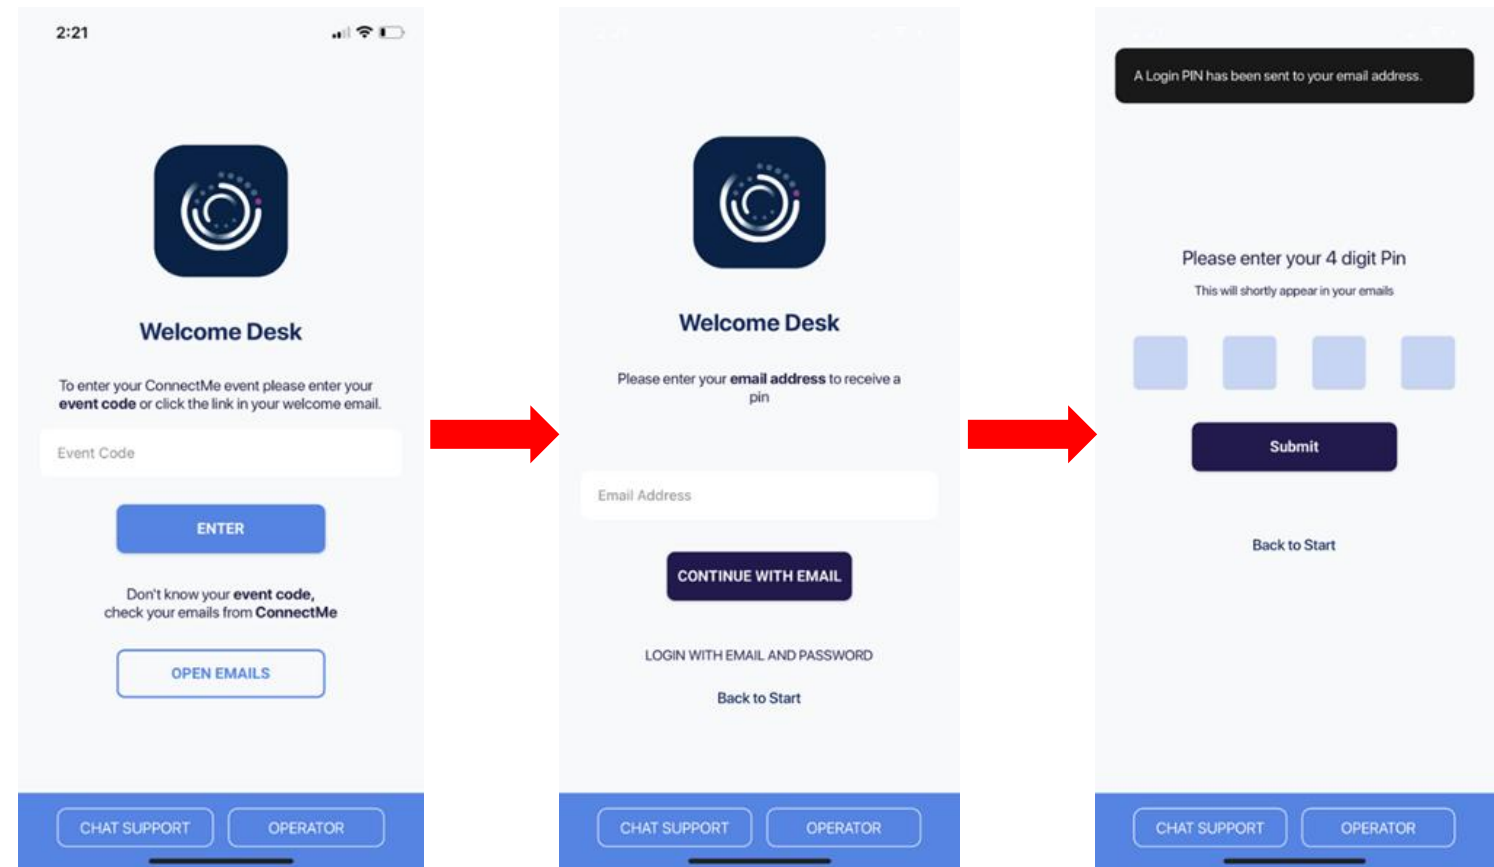 2:21
Welcome Desk
To enter your ConnectMe event please enter your
event code or click the link in your welcome email.
Event Code
ENTER
Don't know your event code,
check your emails from ConnectMe
OPEN EMAILS
CHAT SUPPORT
OPERATOR
Welcome Desk
Please enter your email address to receive a
pin
Email Address
CONTINUE WITH EMAIL
LOGIN WITH EMAIL AND PASSWORD
Back to Start
CHAT SUPPORT
OPERATOR
A Login PIN has been sent to your email address.
Please enter your 4 digit Pin
This will shortly appear in your emails
Submit
Back to Start
CHAT SUPPORT
OPERATOR